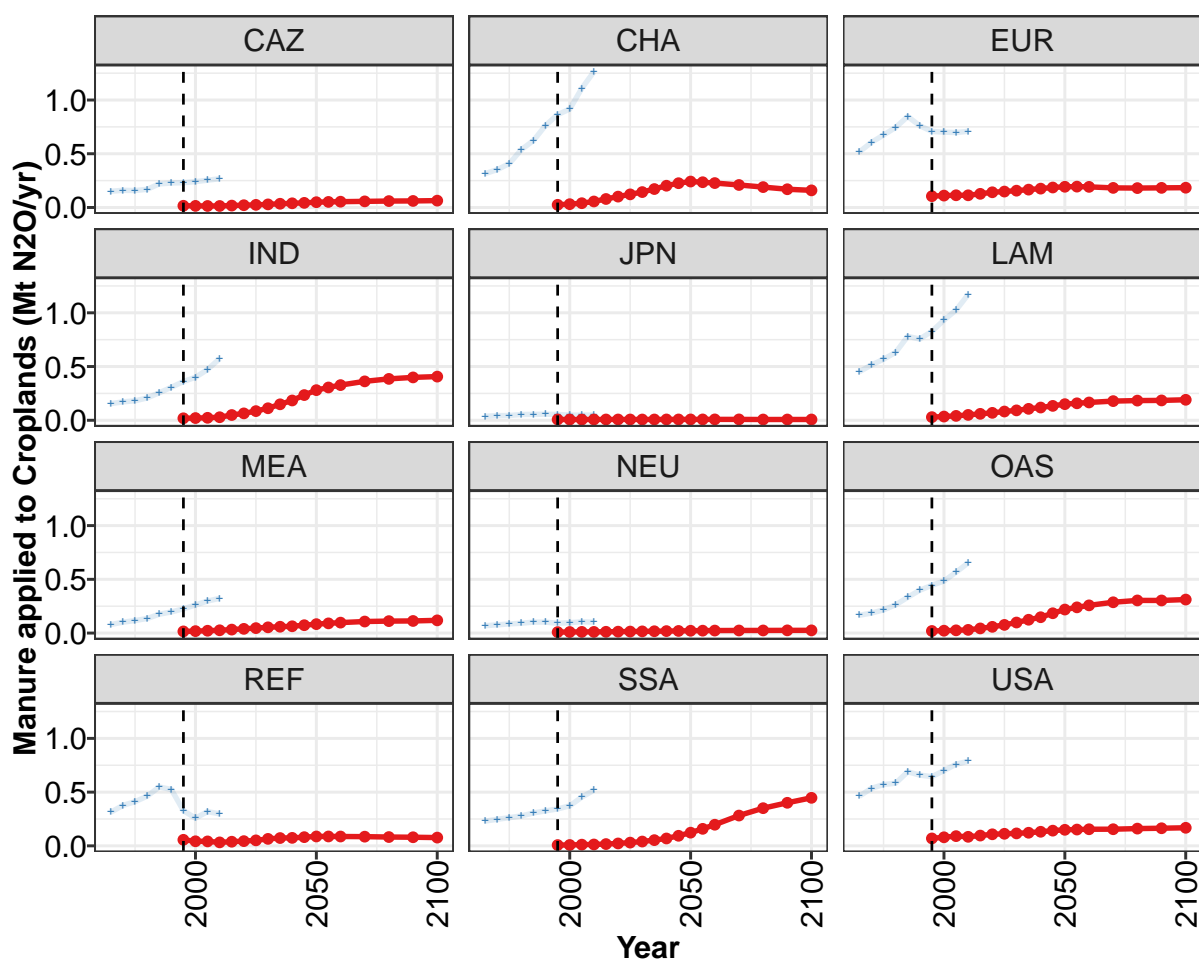 CAZ CHA EUR
1.0
0.5
0.0
IND JPN LAM
1.0
0.5
0.0
MEA NEU OAS
1.0
0.5
0.0
REF SSA USA
1.0
0.5
0.0
2000 2050 2100 2000 2050 2100 2000 2050 2100
Year
Manure applied to Croplands (Mt N2O/yr)